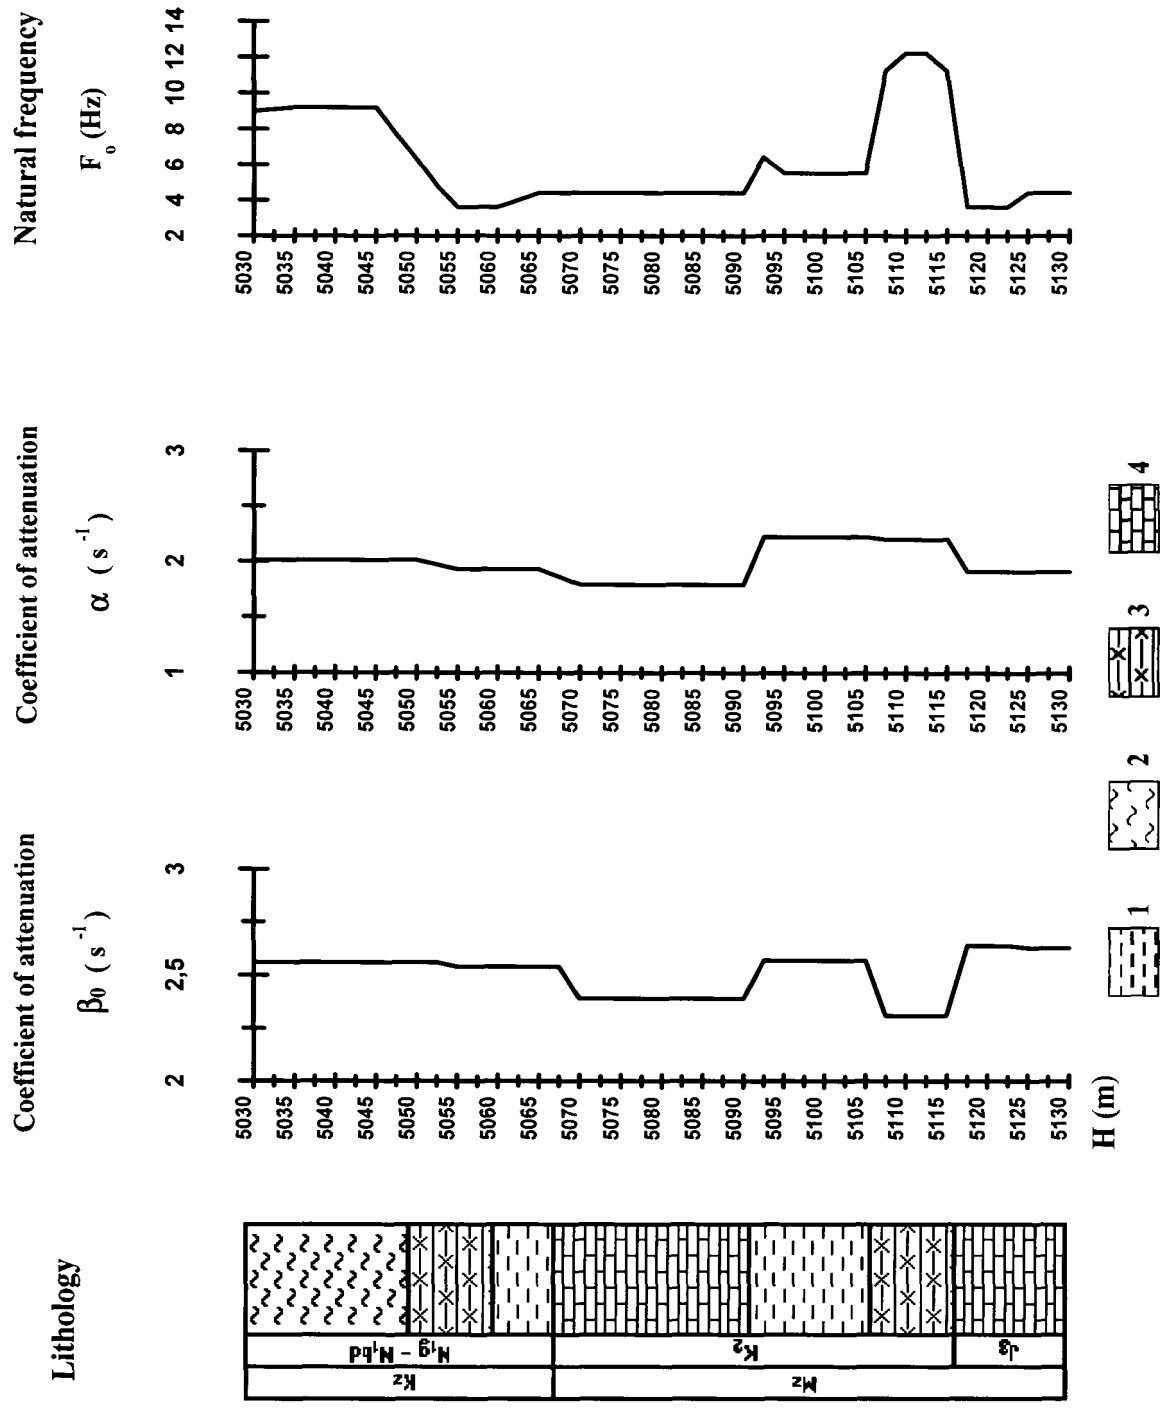 Natural frequency
F₀ (Hz)
2 4 6 8 10 12 14
5030 5035 5040 5045 5050 5055 5060 5065 5070 5075 5080 5085 5090 5095 5100 5105 5110 5115 5120 5125 5130
Coefficient of attenuation
α ( s⁻¹ )
1 2 3
5030 5035 5040 5045 5050 5055 5060 5065 5070 5075 5080 5085 5090 5095 5100 5105 5110 5115 5120 5125 5130
Coefficient of attenuation
β₀ ( s⁻¹ )
2 2,5 3
5030 5035 5040 5045 5050 5055 5060 5065 5070 5075 5080 5085 5090 5095 5100 5105 5110 5115 5120 5125 5130
H (m)
Lithology
N₁g – N₁bd
K₂
J₃
Kz
Mz
1
2
3
4